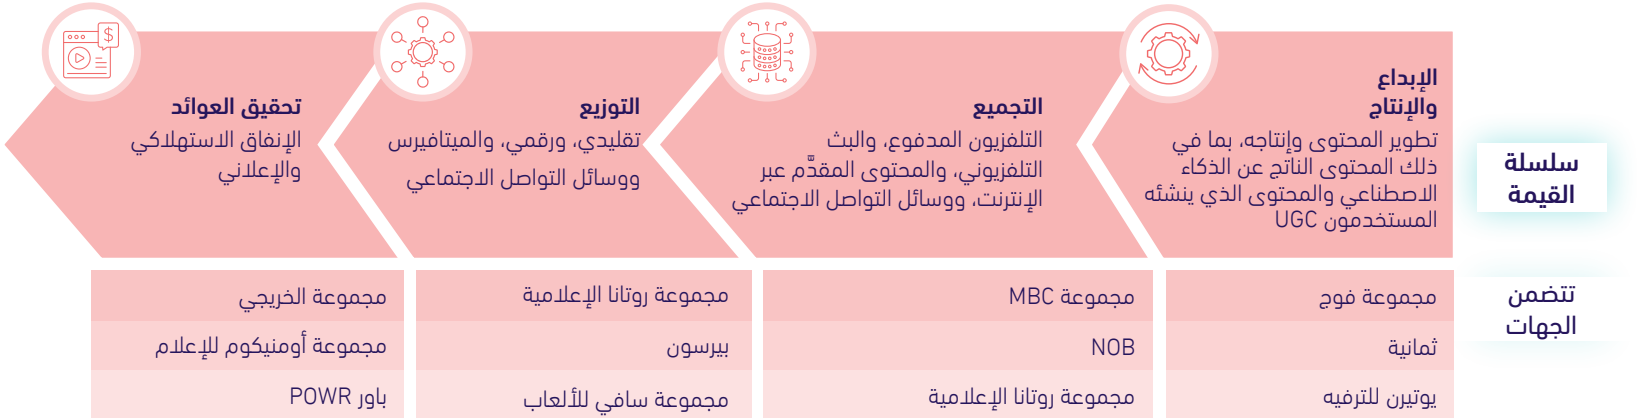 سلسلة
القيمة
الإبداع
والإنتاج
تطوير المحتوى وإنتاجه، بما في
ذلك المحتوى الناتج عن الذكاء
الاصطناعي والمحتوى الذي ينشئه
المستخدمون UGC
التجميع
التلفزيون المدفوع، والبث
التلفزيوني، والمحتوى المقدَّم عبر
الإنترنت، ووسائل التواصل الاجتماعي
التوزيع
تقليدي، ورقمي، والميتافيرس
ووسائل التواصل الاجتماعي
تحقيق العوائد
الإنفاق الاستهلاكي
والإعلاني
$
تتضمن
الجهات
مجموعة فوج
ثمانية
يوتيرن للترفيه
مجموعة MBC
NOB
مجموعة روتانا الإعلامية
مجموعة روتانا الإعلامية
بيرسون
مجموعة سافي للألعاب
مجموعة الخريجي
مجموعة أومنيكوم للإعلام
باور POWR